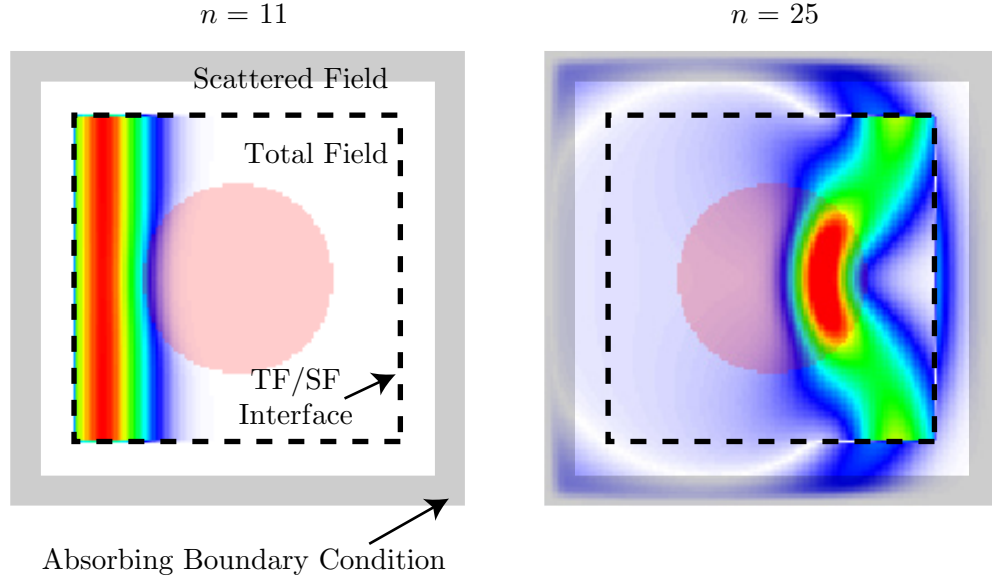 n = 11
n = 25
Scattered Field
Total Field
TF/SF
Interface
Absorbing Boundary Condition